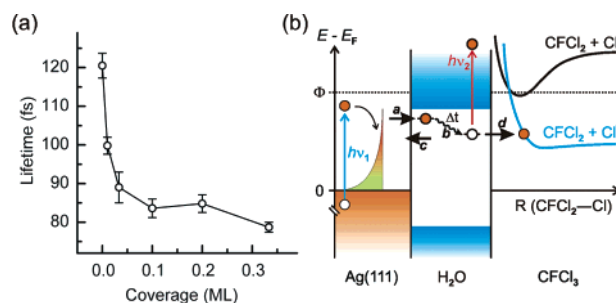 (a)
Lifetime (fs)
120
110
100
90
80
0.0 0.1 0.2 0.3
Coverage (ML)
(b)
E - E_F
Φ
0
hν₁
a
b
c
Δt
hν₂
d
CFCl₂ + Cl
CFCl₂ + Cl
R (CFCl₂—Cl)
Ag(111)
H₂O
CFCl₃